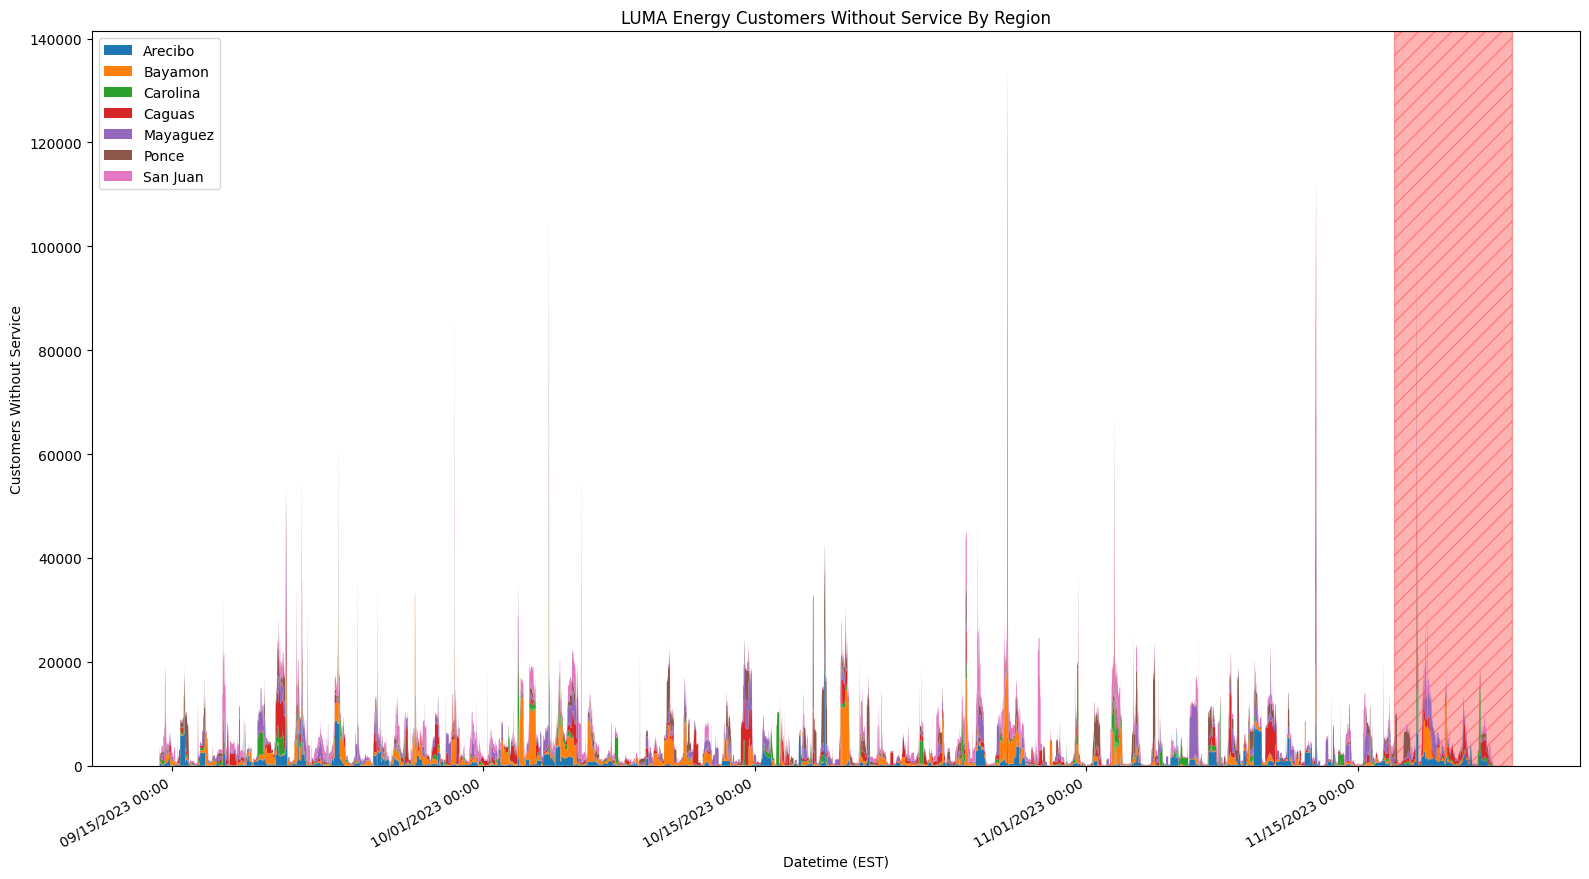 LUMA Energy Customers Without Service By Region
140000
120000
100000
80000
60000
40000
20000
0
Customers Without Service
Arecibo
Bayamon
Carolina
Caguas
Mayaguez
Ponce
San Juan
09/15/2023 00:00
10/01/2023 00:00
10/15/2023 00:00
11/01/2023 00:00
11/15/2023 00:00
Datetime (EST)